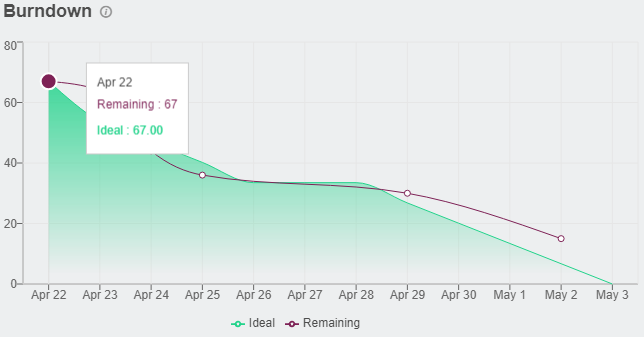 Burndown
80
60
40
20
0
Apr 22
Remaining : 67
Ideal : 67.00
Apr 22 Apr 23 Apr 24 Apr 25 Apr 26 Apr 27 Apr 28 Apr 29 Apr 30 May 1 May 2 May 3
Ideal Remaining